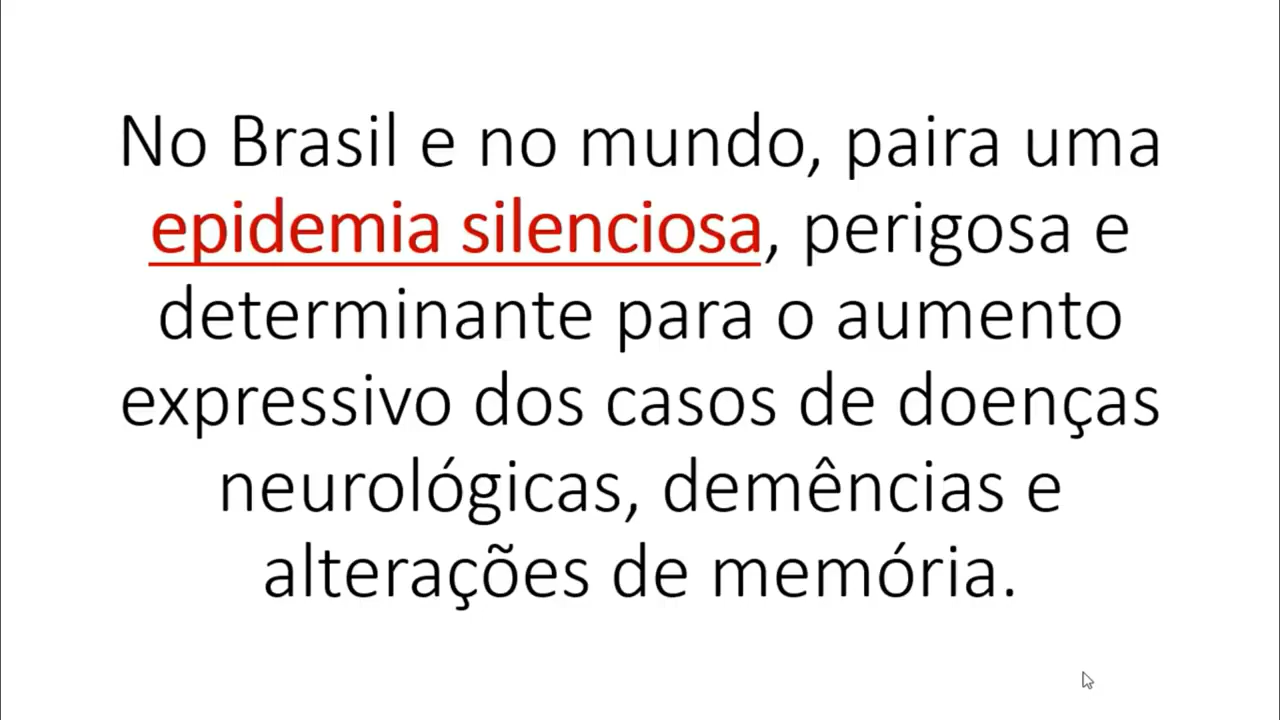 No Brasil e no mundo, paira uma
epidemia silenciosa, perigosa e
determinante para o aumento
expressivo dos casos de doenças
neurológicas, demências e
alterações de memória.